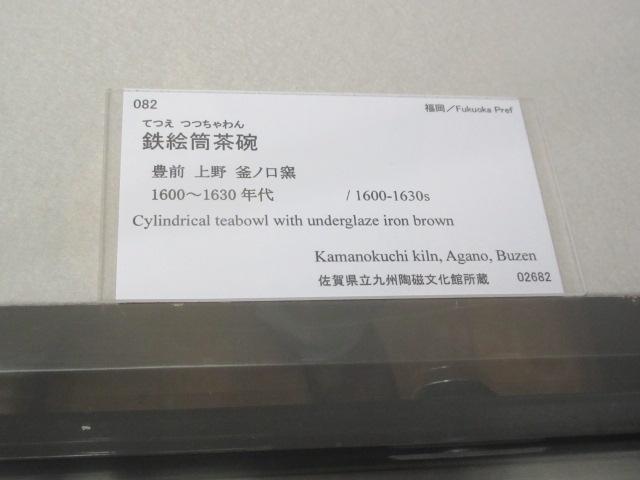 082 福岡／Fukuoka Pref
てつえ つつちゃわん
鉄絵筒茶碗
豊前 上野 釜ノ口窯
1600～1630 年代 / 1600-1630s
Cylindrical teabowl with underglaze iron brown
Kamanokuchi kiln, Agano, Buzen
佐賀県立九州陶磁文化館所蔵 02682